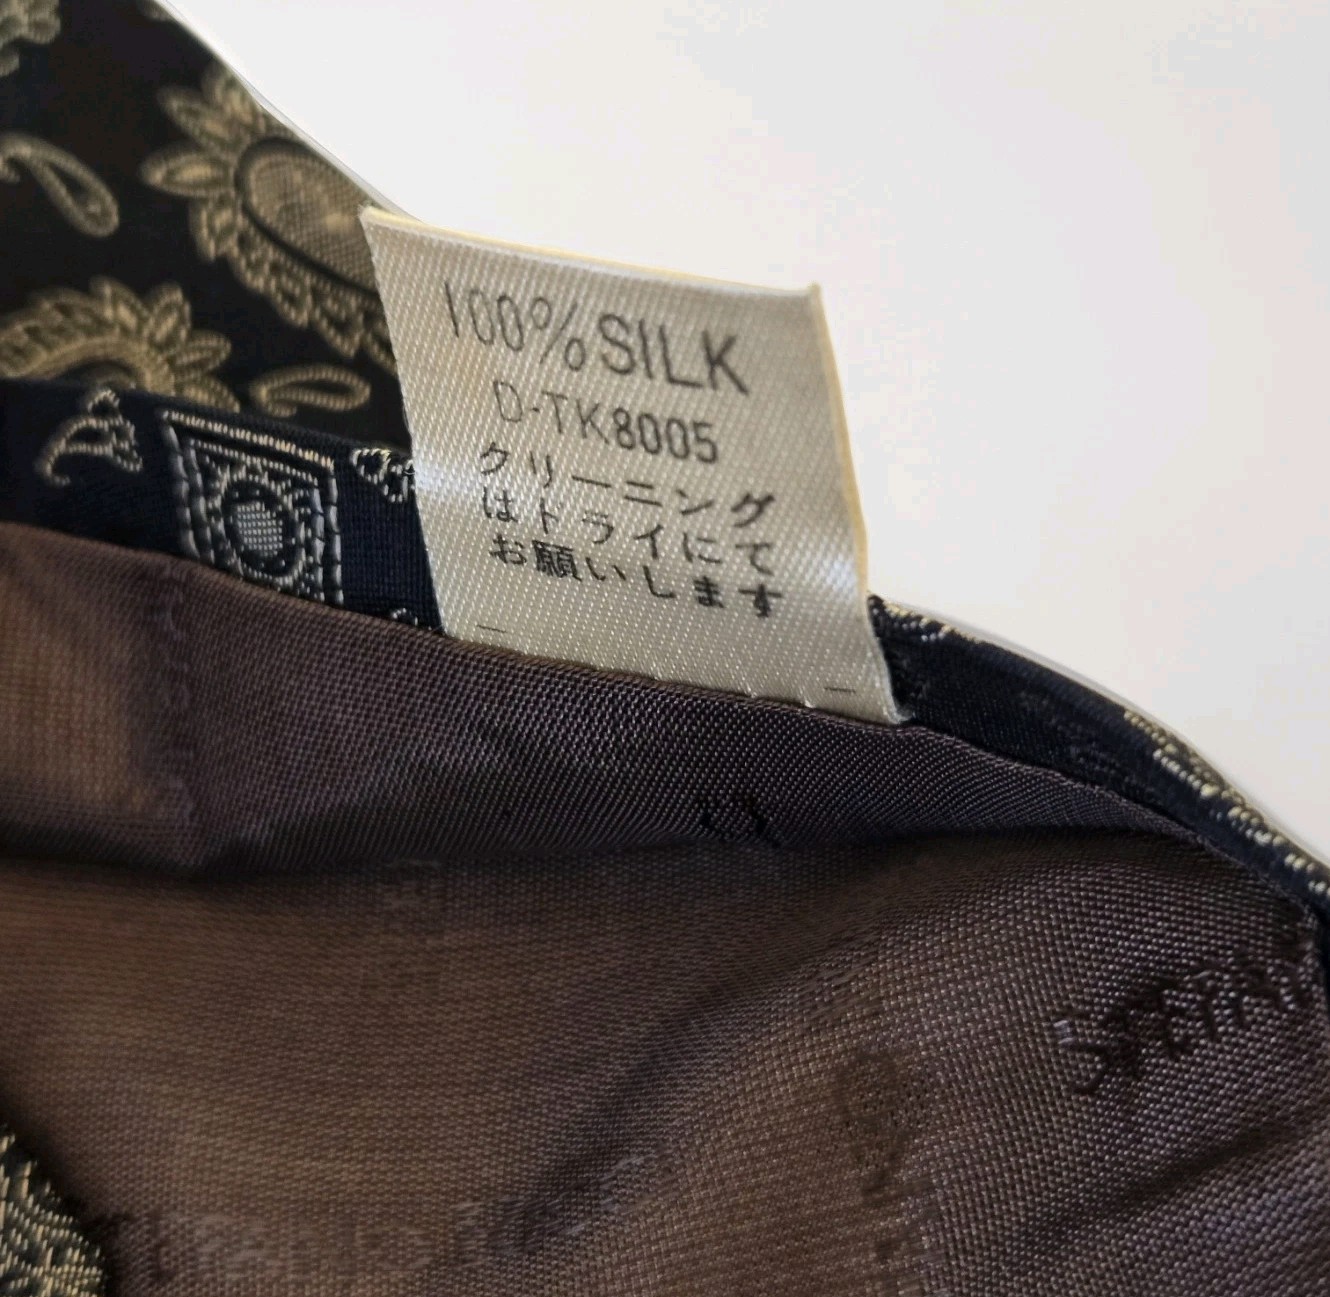 100%SILK
D-TK8005
クリーニング
はドライにて
お願いします